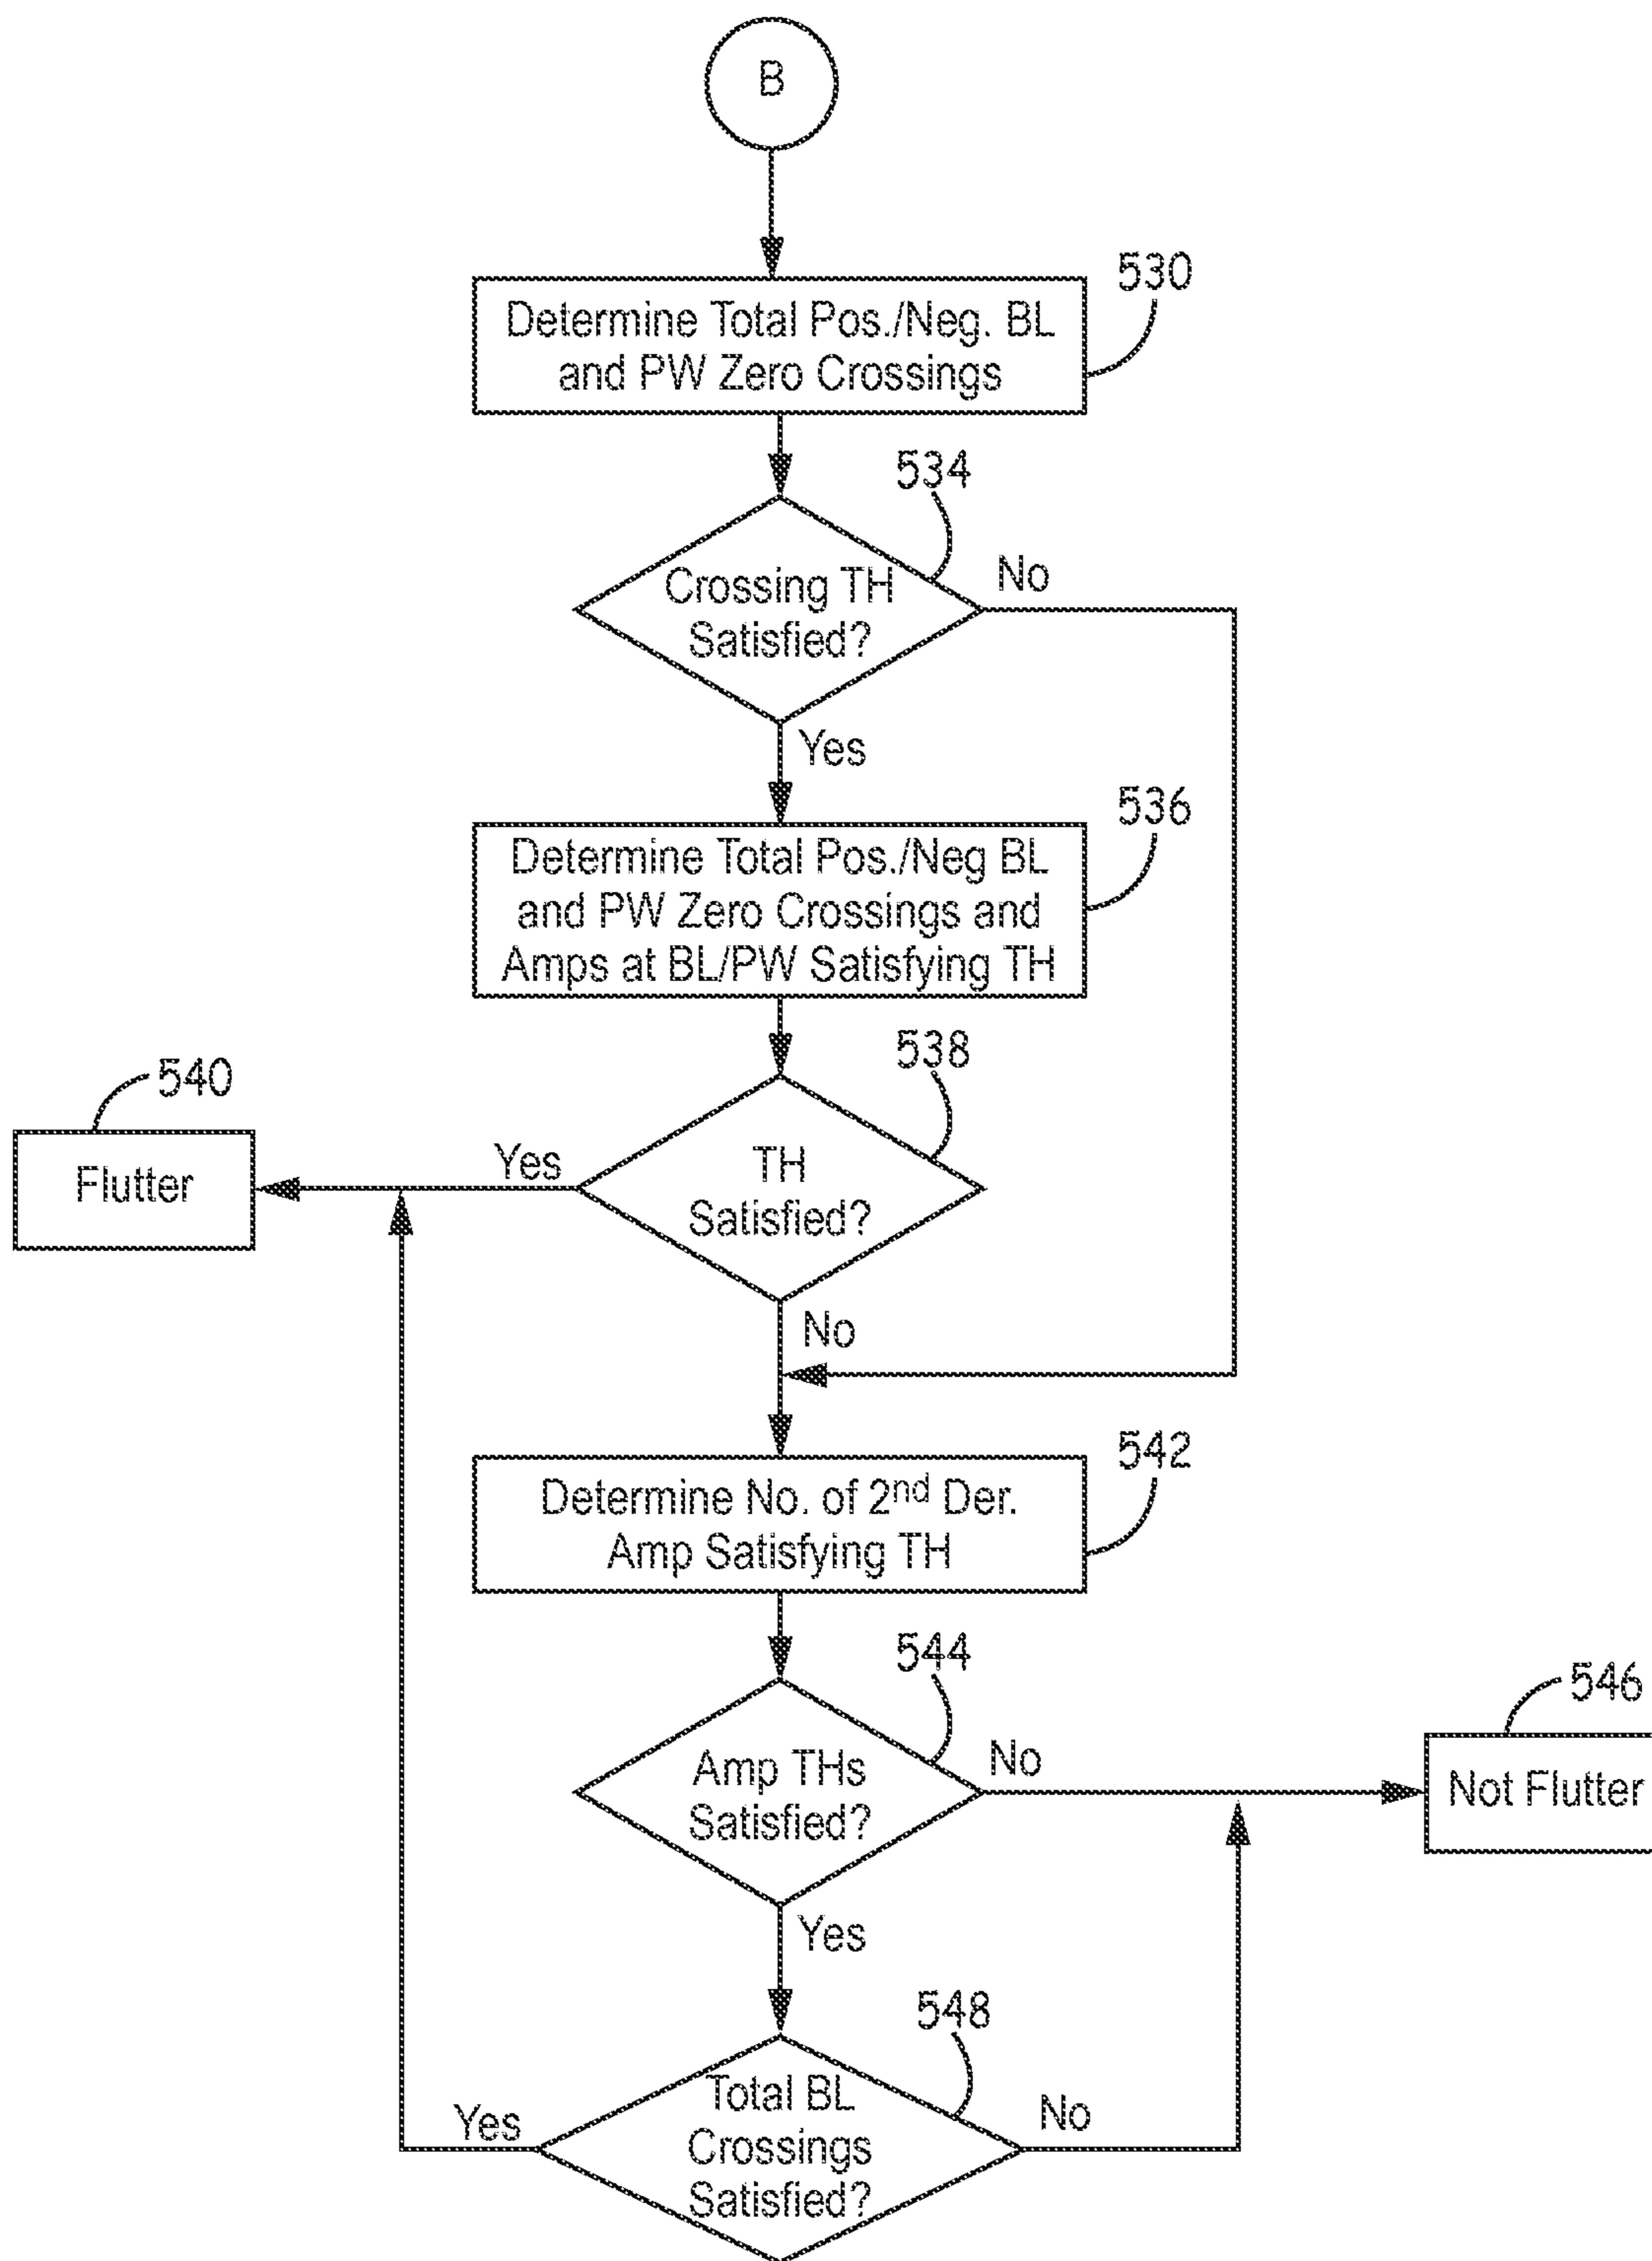 B
530
Determine Total Pos./Neg. BL
and PW Zero Crossings
534
Crossing TH
Satisfied?
No
Yes
536
Determine Total Pos./Neg BL
and PW Zero Crossings and
Amps at BL/PW Satisfying TH
538
540
Flutter
Yes
TH
Satisfied?
No
542
Determine No. of 2nd Der.
Amp Satisfying TH
544
Amp THs
Satisfied?
No
546
Not Flutter
Yes
548
Total BL
Crossings
Satisfied?
Yes
No